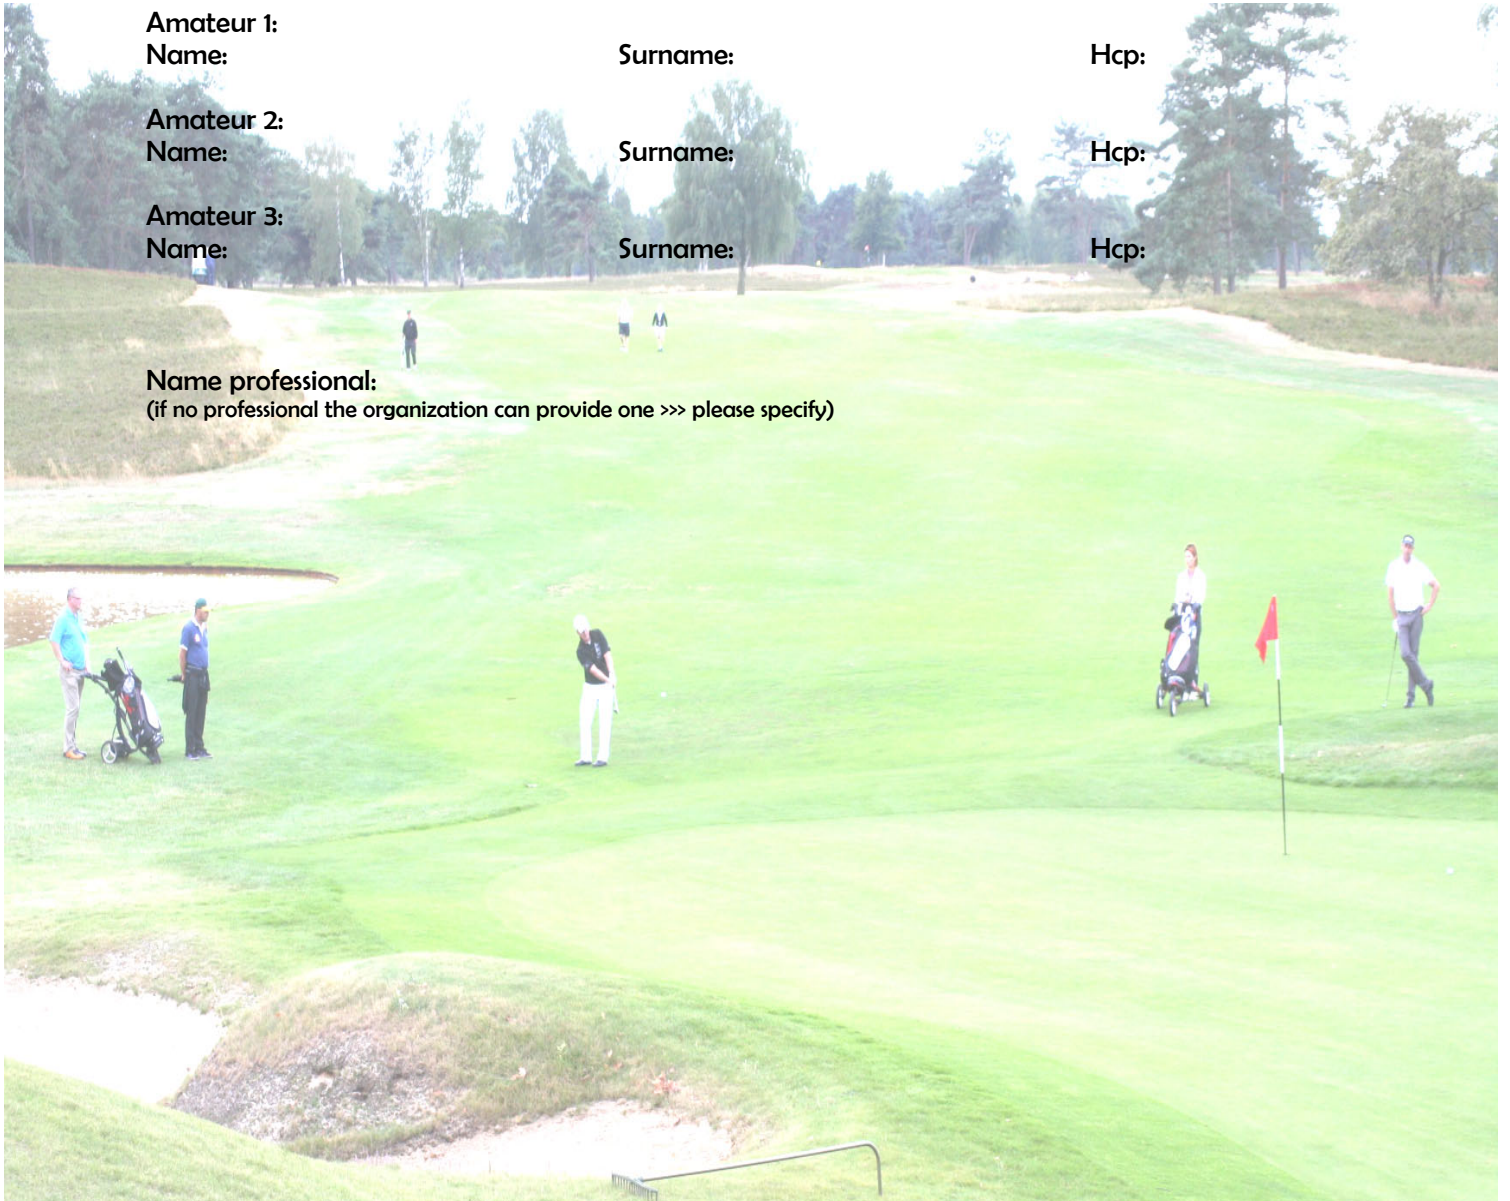 Amateur 1:
Name: Surname: Hcp:
Amateur 2:
Name: Surname: Hcp:
Amateur 3:
Name: Surname: Hcp:
Name professional:
(if no professional the organization can provide one >>> please specify)